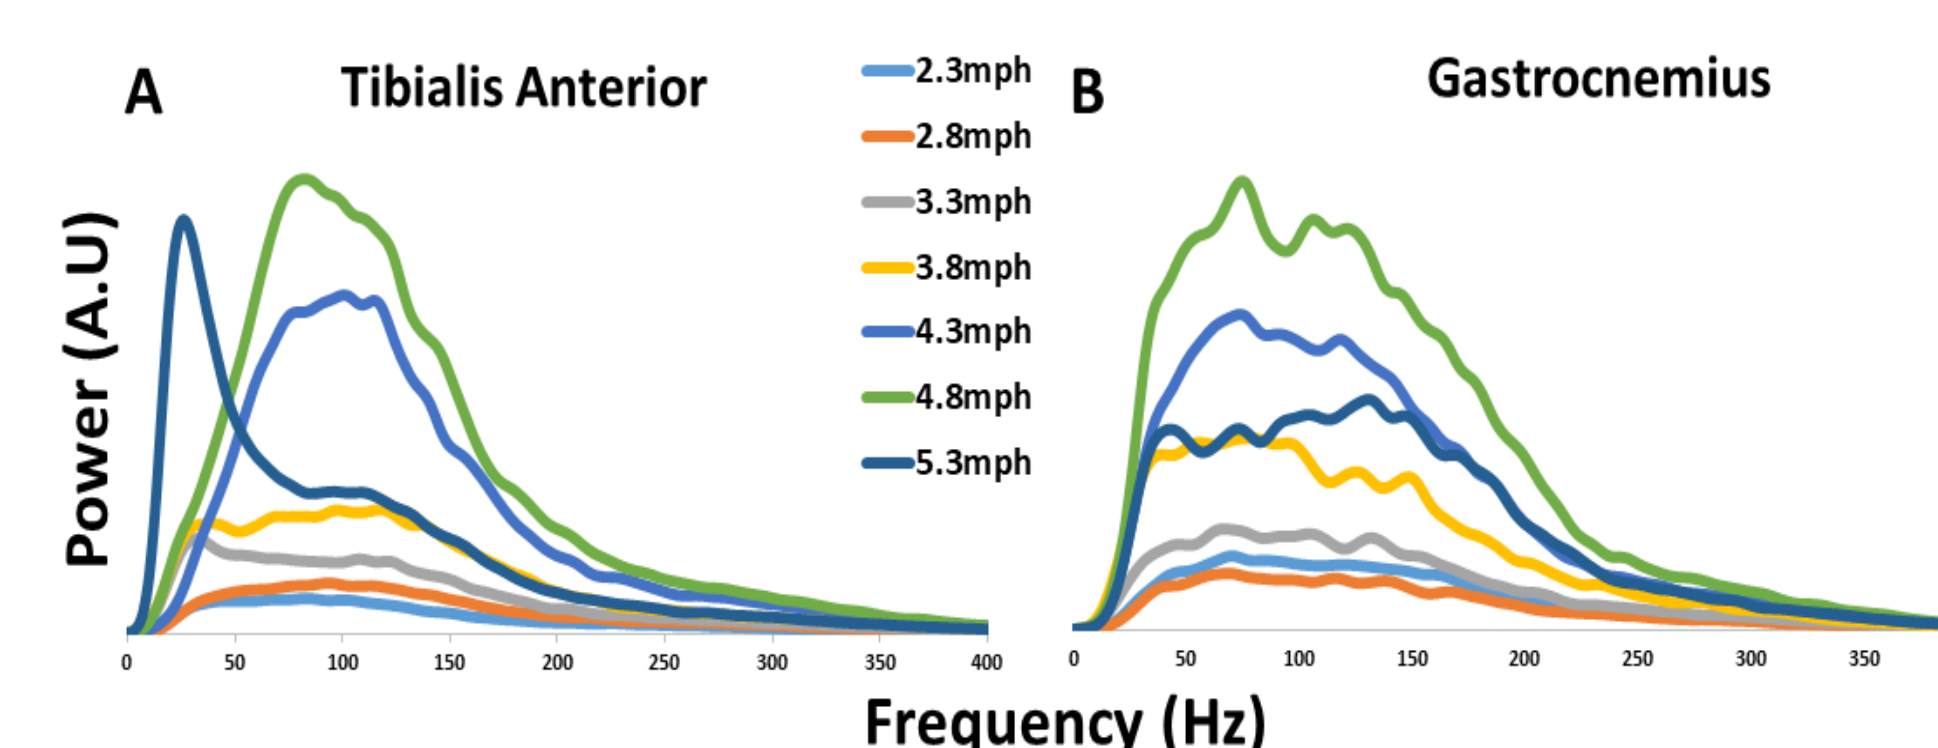 A
Tibialis Anterior
2.3mph
2.8mph
3.3mph
3.8mph
4.3mph
4.8mph
5.3mph
B
Gastrocnemius
Power (A.U)
0 50 100 150 200 250 300 350 400
0 50 100 150 200 250 300 350
Frequency (Hz)